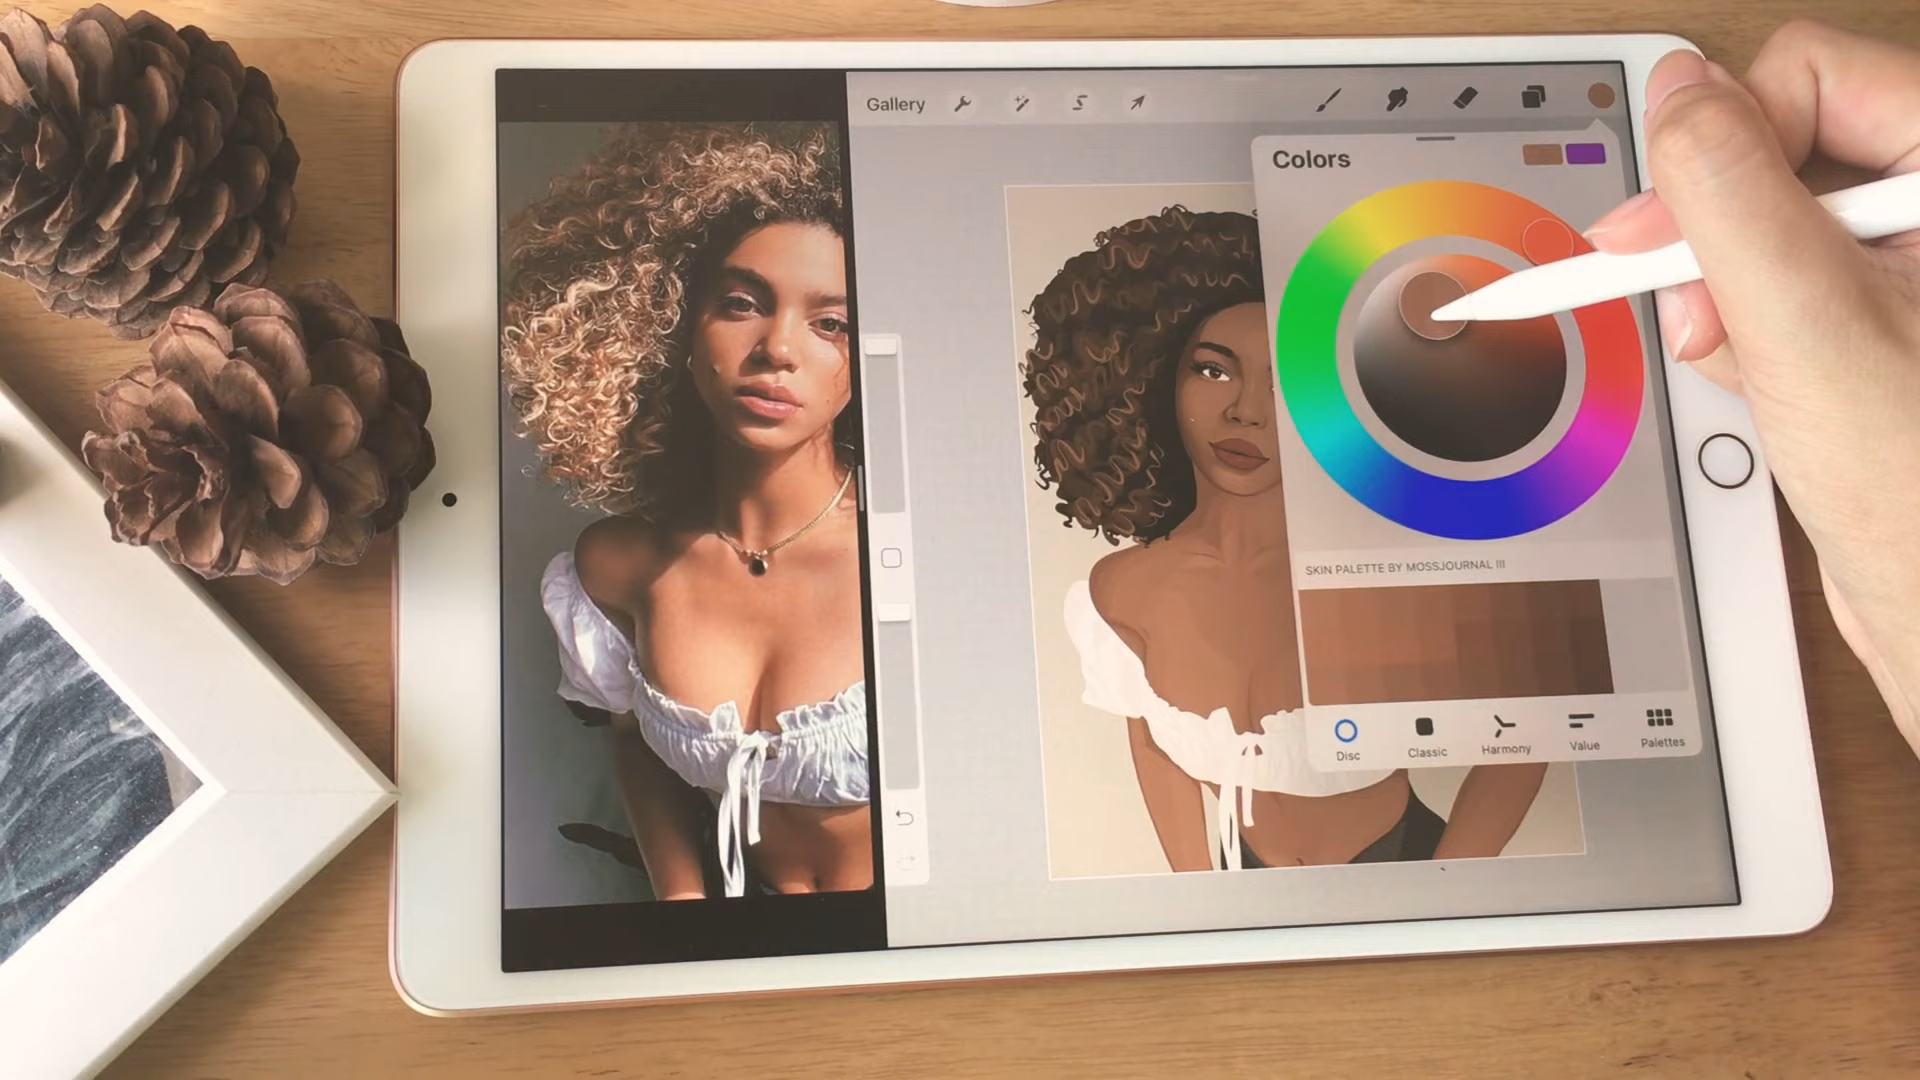 Gallery
Colors
SKIN PALETTE BY MOSSJOURNAL III
Disc
Classic
Harmony
Value
Palettes